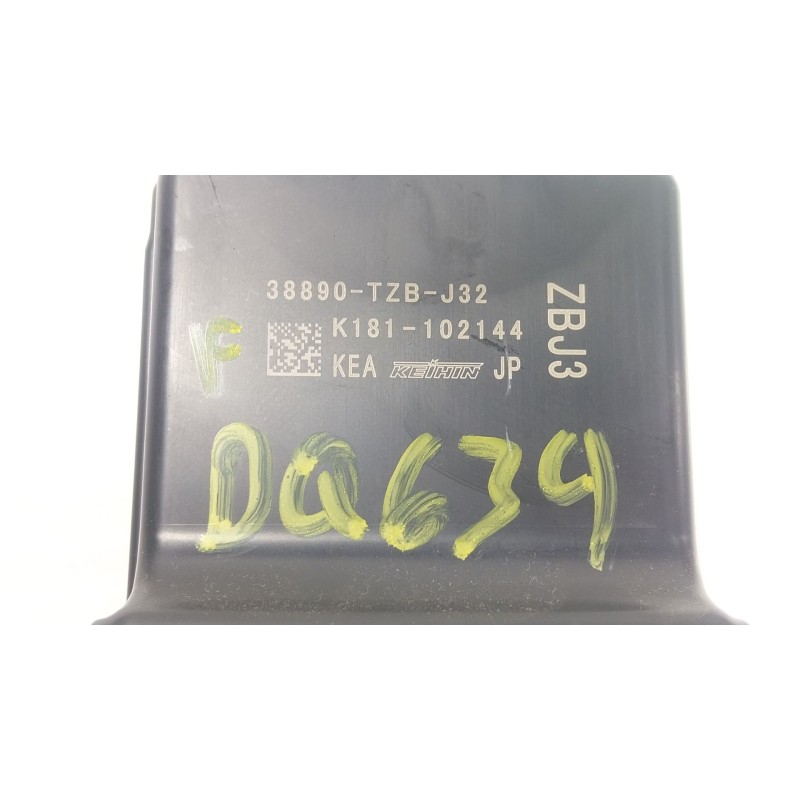 38890-TZB-J32
K181-102144
KEA KEIHIN JP
ZBJ3
F
DQ639